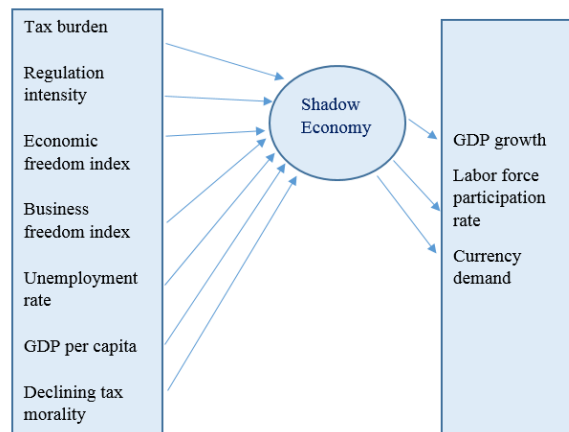 Tax burden
Regulation
intensity
Economic
freedom index
Business
freedom index
Unemployment
rate
GDP per capita
Declining tax
morality
Shadow
Economy
GDP growth
Labor force
participation
rate
Currency
demand